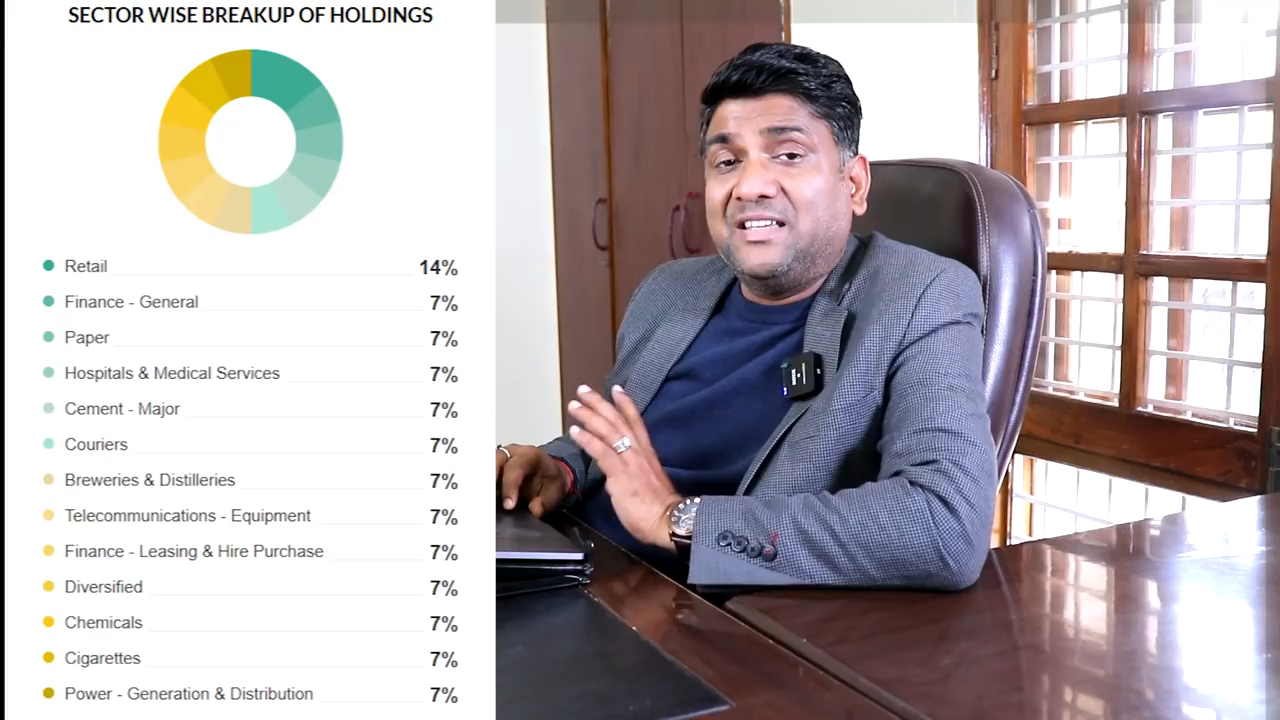 SECTOR WISE BREAKUP OF HOLDINGS
Retail 14%
Finance - General 7%
Paper 7%
Hospitals & Medical Services 7%
Cement - Major 7%
Couriers 7%
Breweries & Distilleries 7%
Telecommunications - Equipment 7%
Finance - Leasing & Hire Purchase 7%
Diversified 7%
Chemicals 7%
Cigarettes 7%
Power - Generation & Distribution 7%